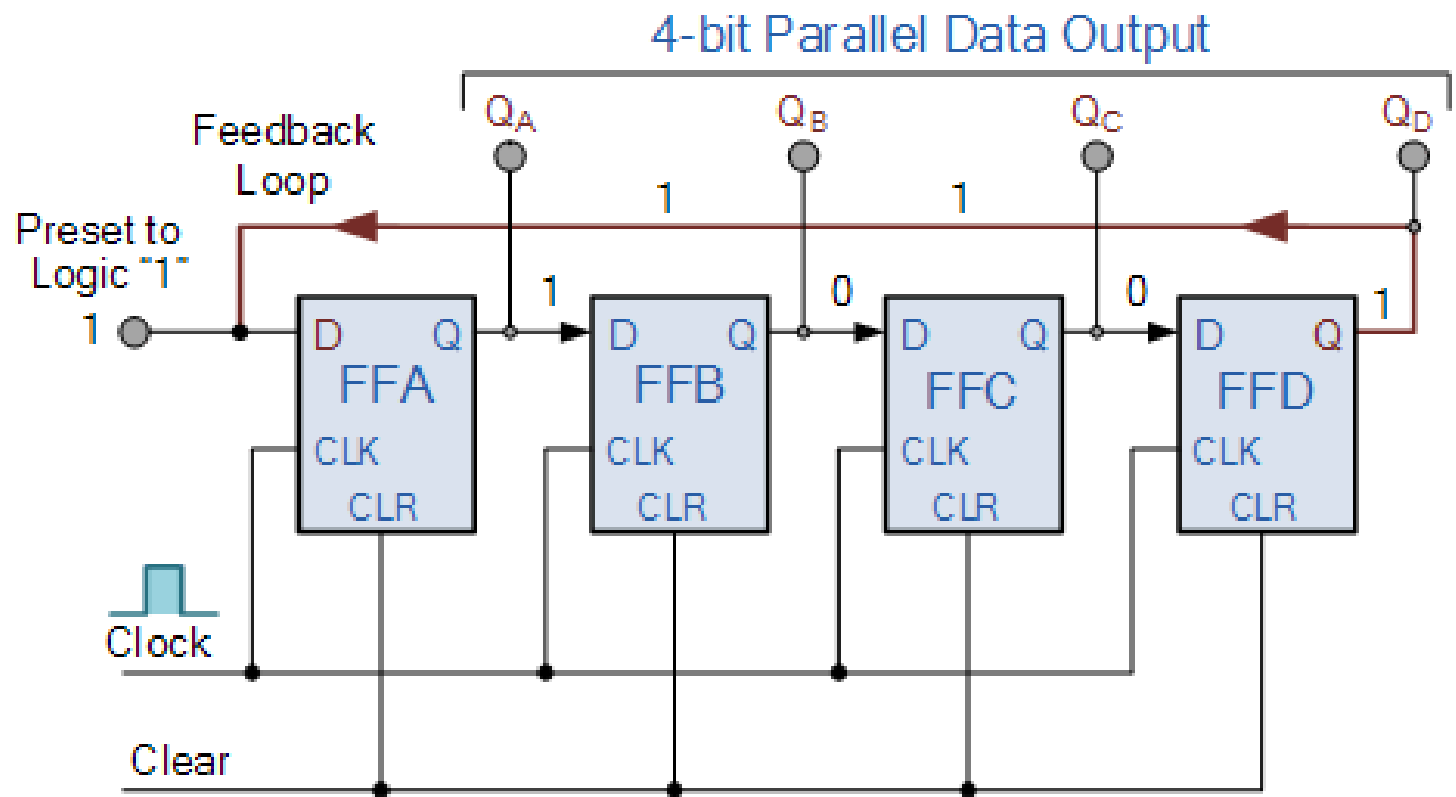 4-bit Parallel Data Output
QA QB QC QD
Feedback
Loop
1 1
Preset to
Logic "1"
1
1 0 0 1
D Q D Q D Q D Q
FFA FFB FFC FFD
CLK CLK CLK CLK
CLR CLR CLR CLR
Clock
Clear